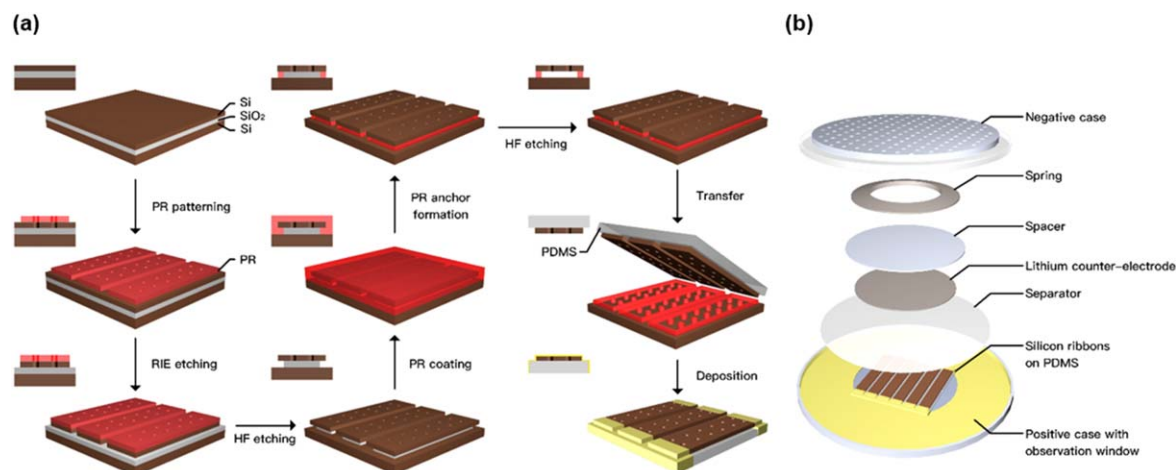 (a)
Si
SiO₂
Si
PR patterning
PR
RIE etching
HF etching
PR coating
PR anchor
formation
HF etching
Transfer
PDMS
Deposition
(b)
Negative case
Spring
Spacer
Lithium counter-electrode
Separator
Silicon ribbons
on PDMS
Positive case with
observation window